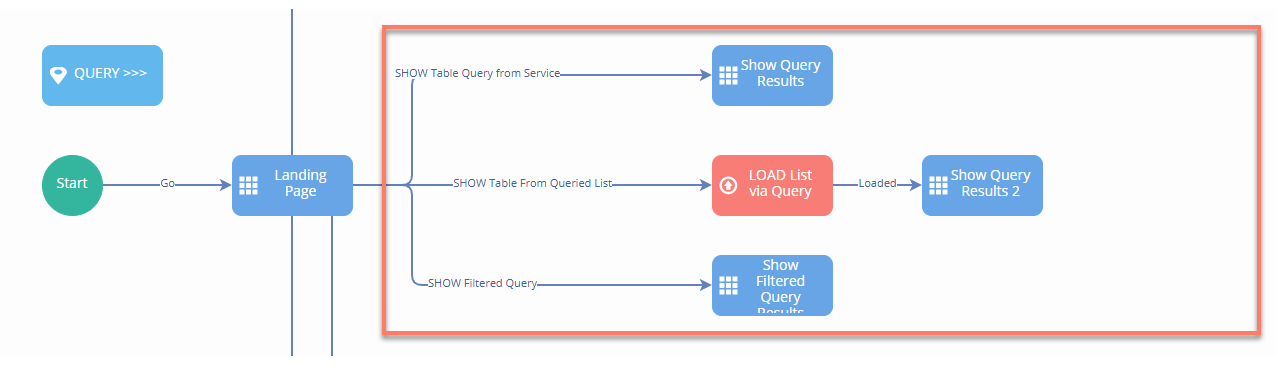 QUERY >>>
SHOW Table Query from Service
Show Query
Results
Start
Go
Landing
Page
SHOW Table From Queried List
LOAD List
via Query
Loaded
Show Query
Results 2
SHOW Filtered Query
Show
Filtered
Query
Results